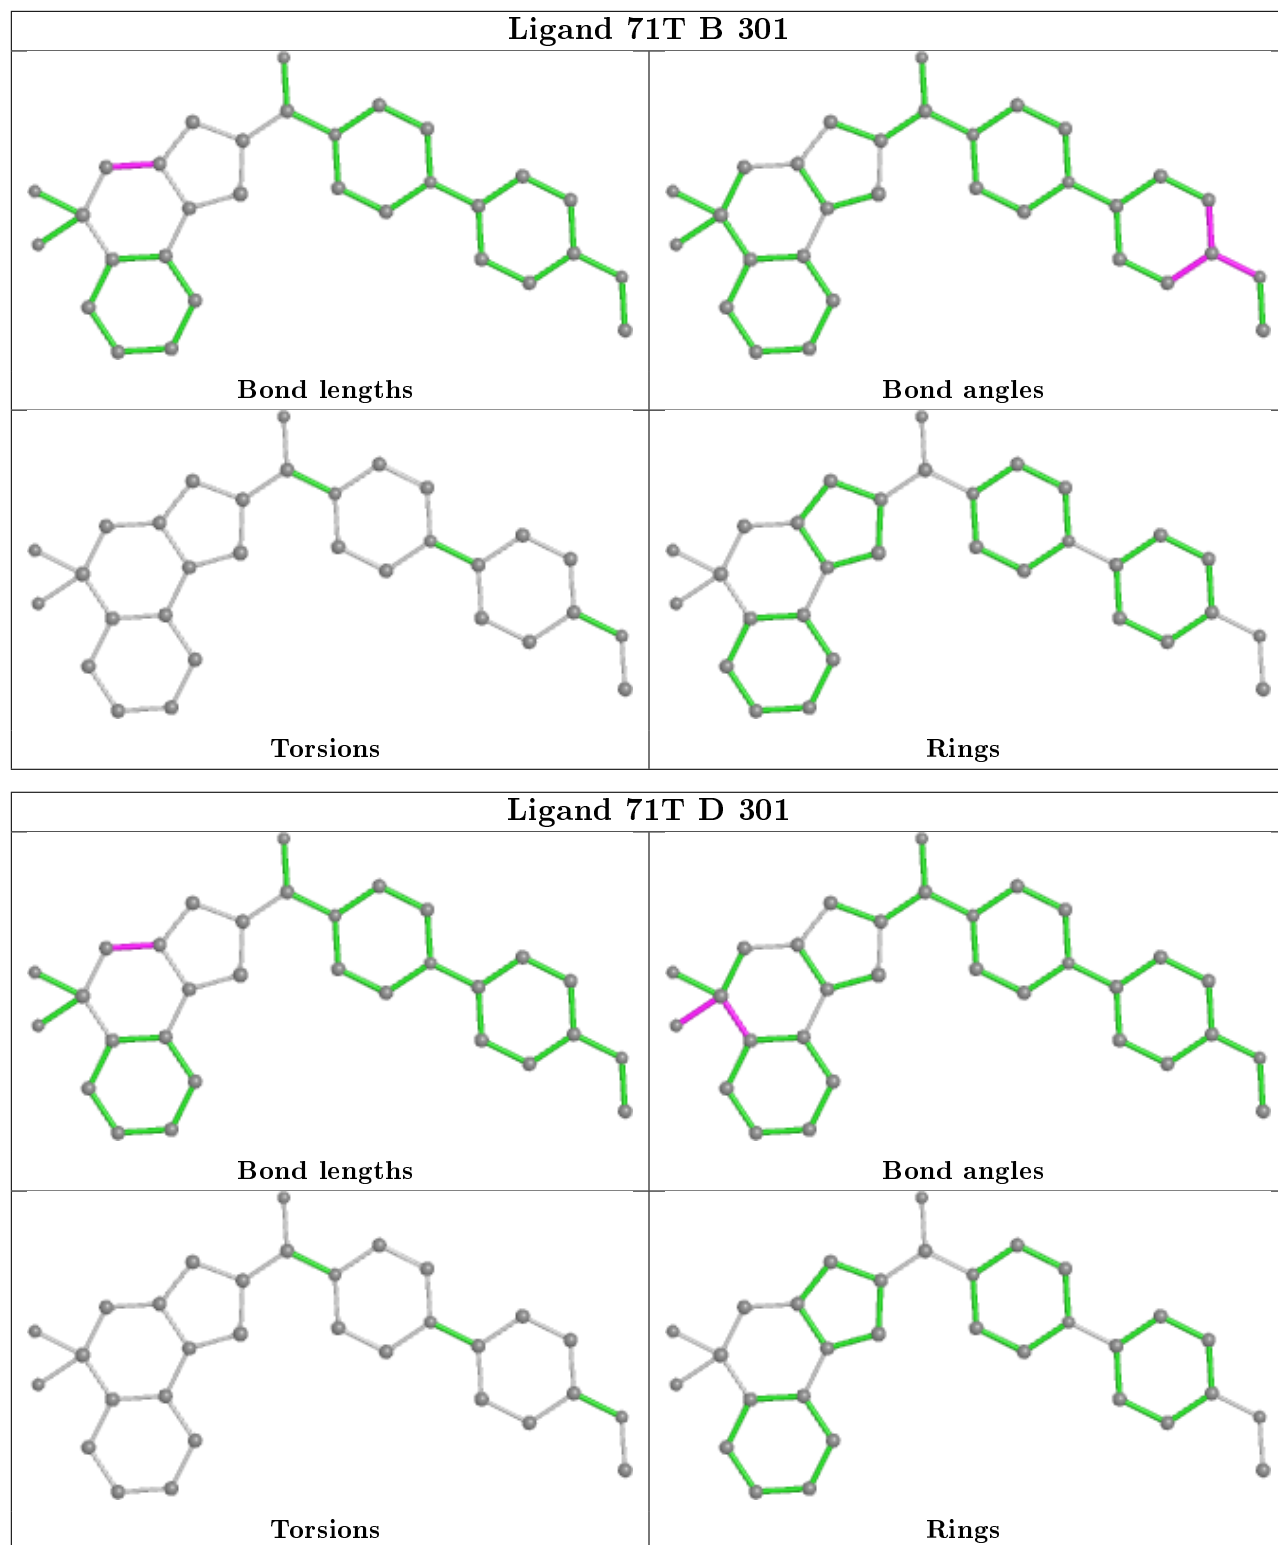 Ligand 71T B 301
Bond lengths
Bond angles
Torsions
Rings
Ligand 71T D 301
Bond lengths
Bond angles
Torsions
Rings